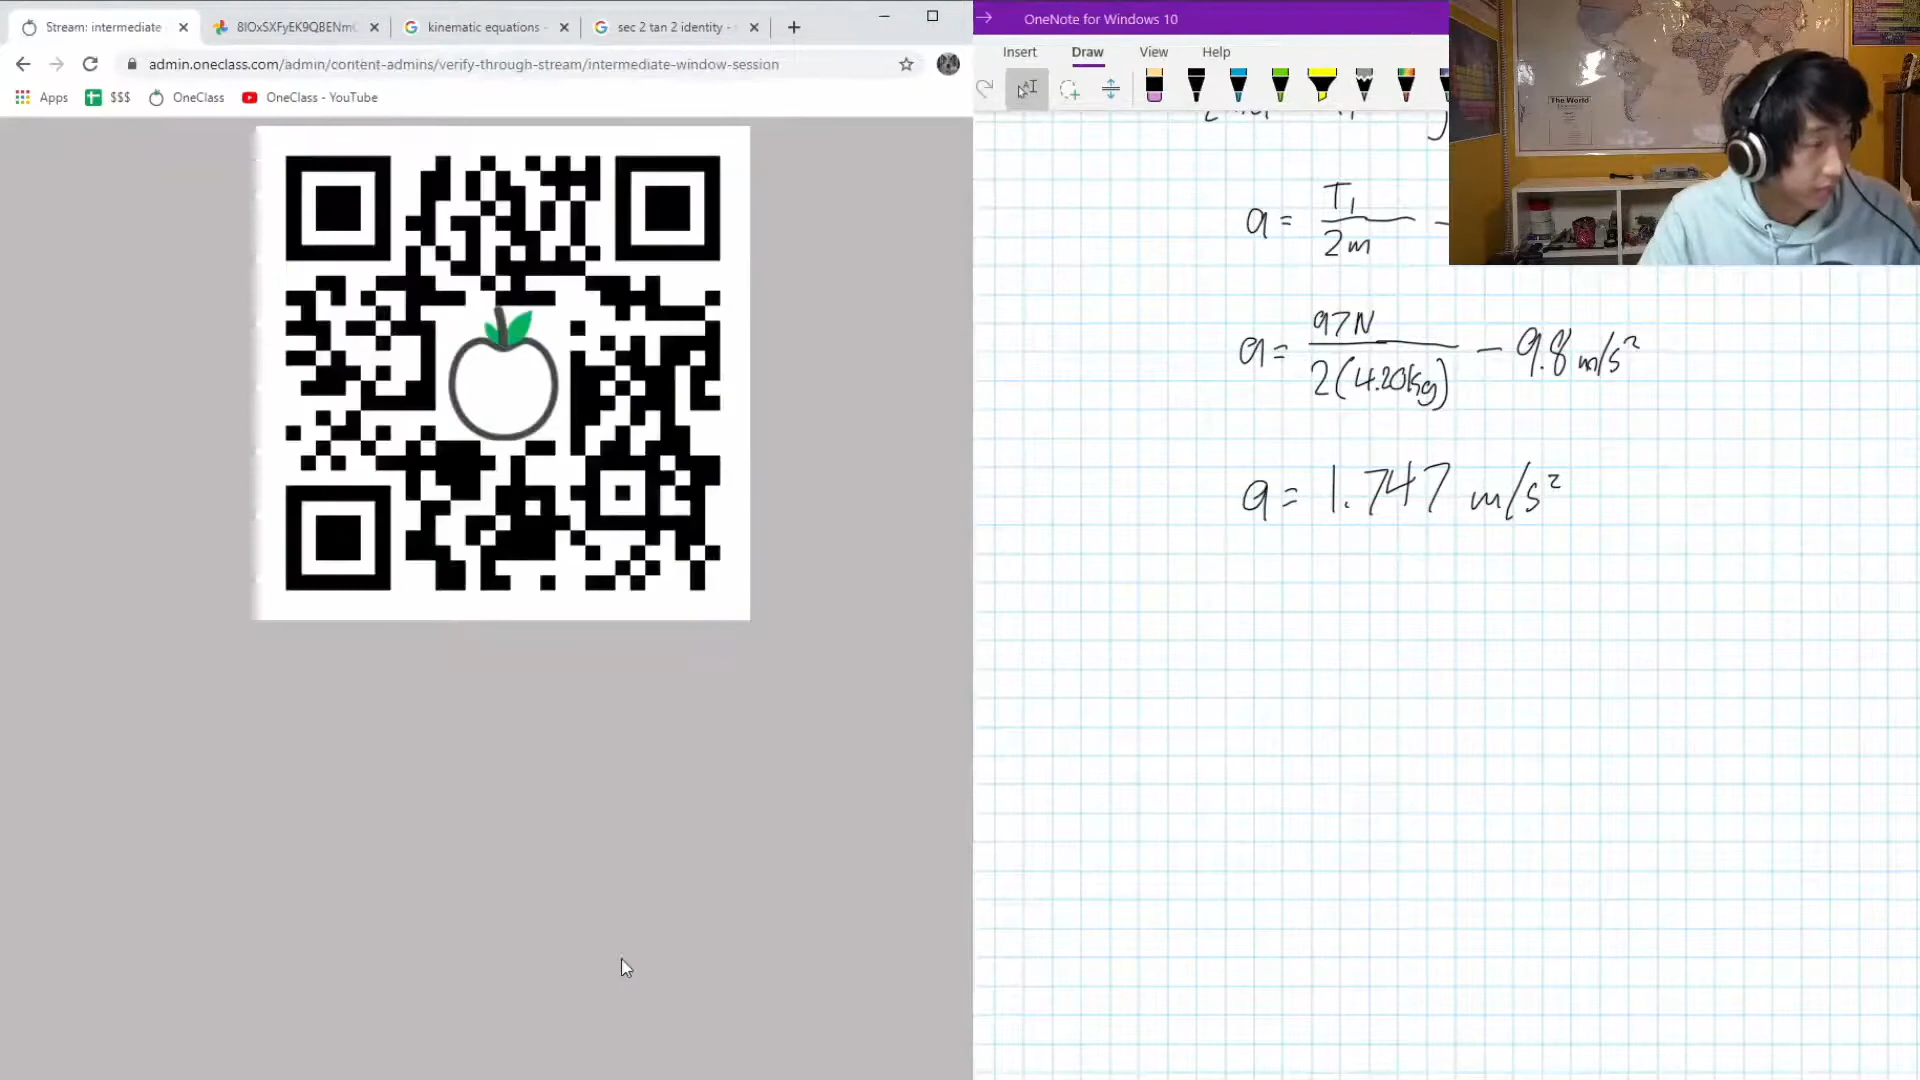 Stream: intermediate
8IOxSXFyEK9QBENm
kinematic equations -
sec 2 tan 2 identity -
admin.oneclass.com/admin/content-admins/verify-through-stream/intermediate-window-session
Apps
$$$
OneClass
OneClass - YouTube
OneNote for Windows 10
Insert
Draw
View
Help
The World
a = T₁ / 2m -
a = 97N / 2(4.20kg) - 9.8 m/s²
a = 1.747 m/s²